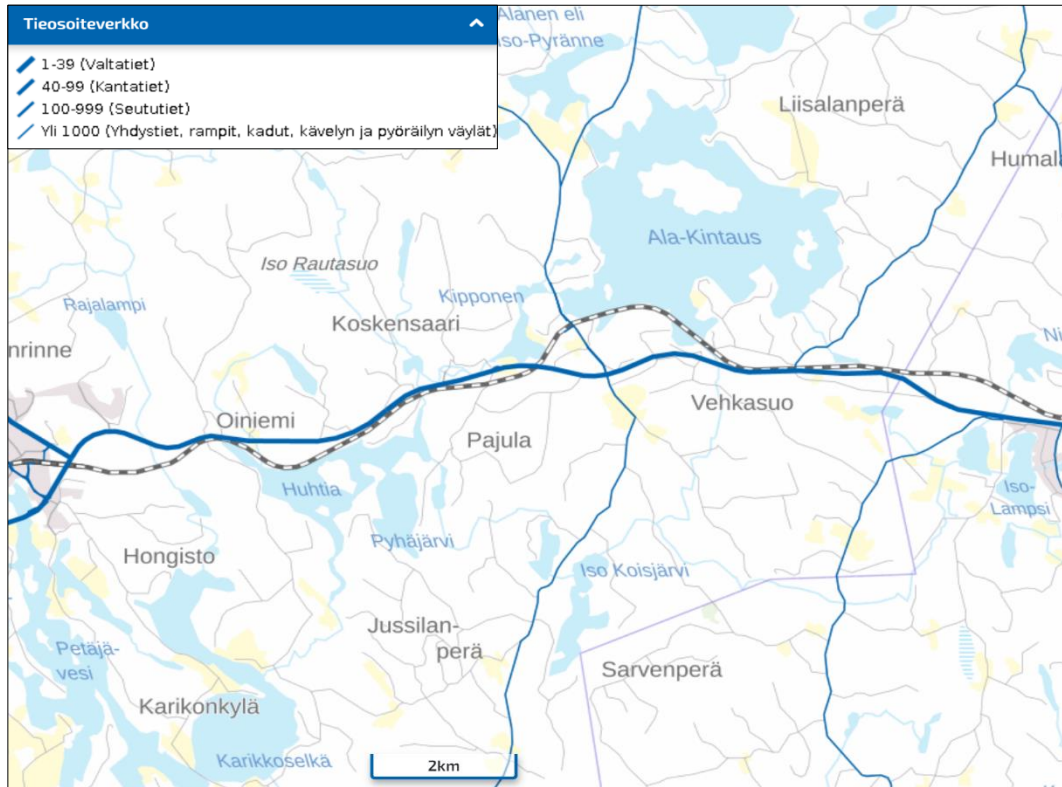 Tieosoiteverkko
1-39 (Valtatiet)
40-99 (Kantatiet)
100-999 (Seututiet)
Yli 1000 (Yhdystiet, rampit, kadut, kävelyn ja pyöräilyn väylät)
Alänen eli
Iso-Pyränne
Liisalanperä
Humala
Ala-Kintaus
Iso Rautasuo
Kipponen
Rajalampi
Koskensaari
Ni
nrinne
Vehkasuo
Oiniemi
Pajula
Huhtia
Iso-
Lampsi
Pyhäjärvi
Hongisto
Iso Koisjärvi
Jussilan-
perä
Petäjä-
vesi
Sarvenperä
Karikonkylä
Karikkoselkä
2km